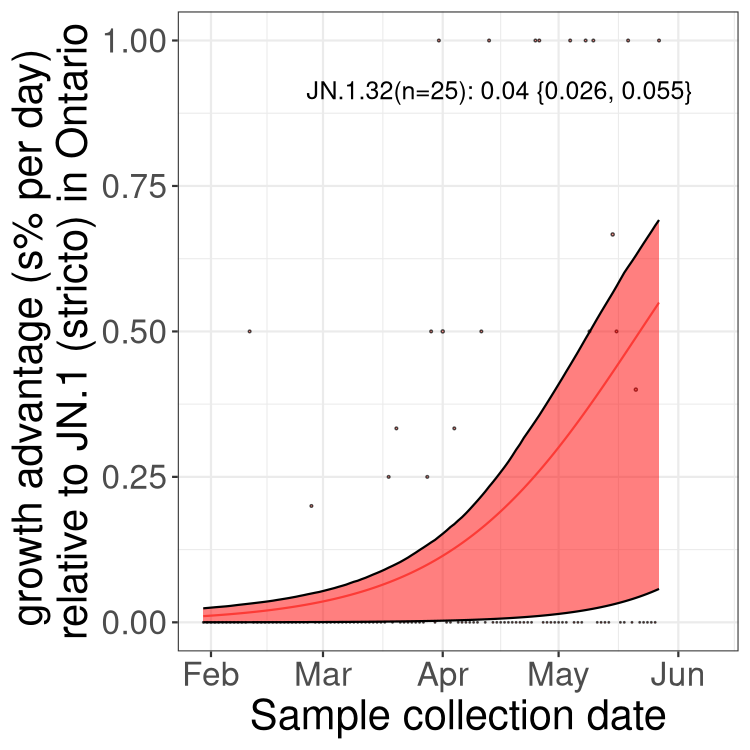 growth advantage (s% per day)
relative to JN.1 (stricto) in Ontario
1.00
0.75
0.50
0.25
0.00
JN.1.32(n=25): 0.04 {0.026, 0.055}
Feb Mar Apr May Jun
Sample collection date